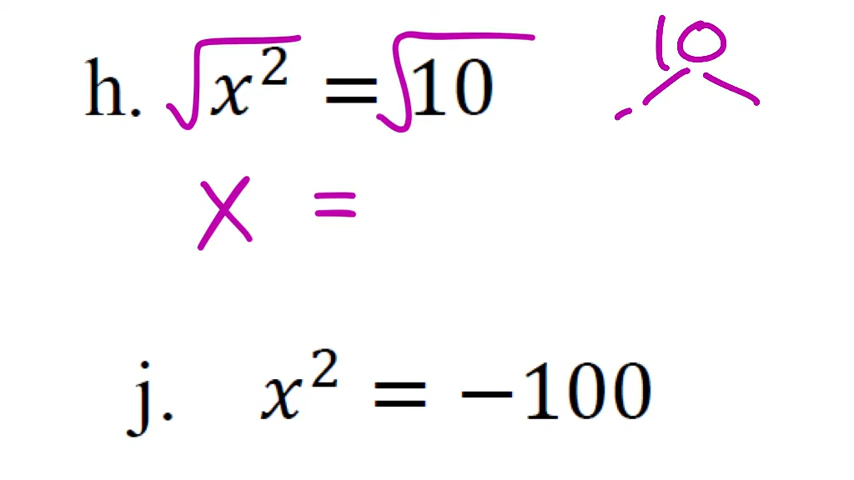 h. √x² = √10
10
x =
j. x² = −100